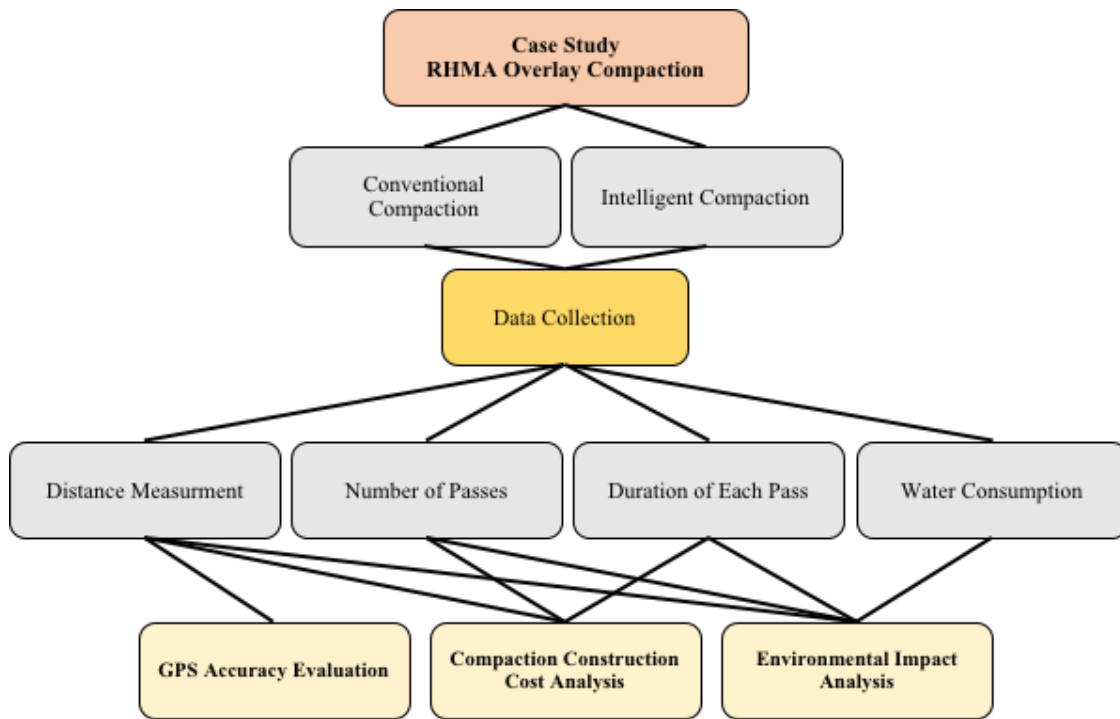 Case Study
RHMA Overlay Compaction
Conventional
Compaction
Intelligent Compaction
Data Collection
Distance Measurment
Number of Passes
Duration of Each Pass
Water Consumption
GPS Accuracy Evaluation
Compaction Construction
Cost Analysis
Environmental Impact
Analysis